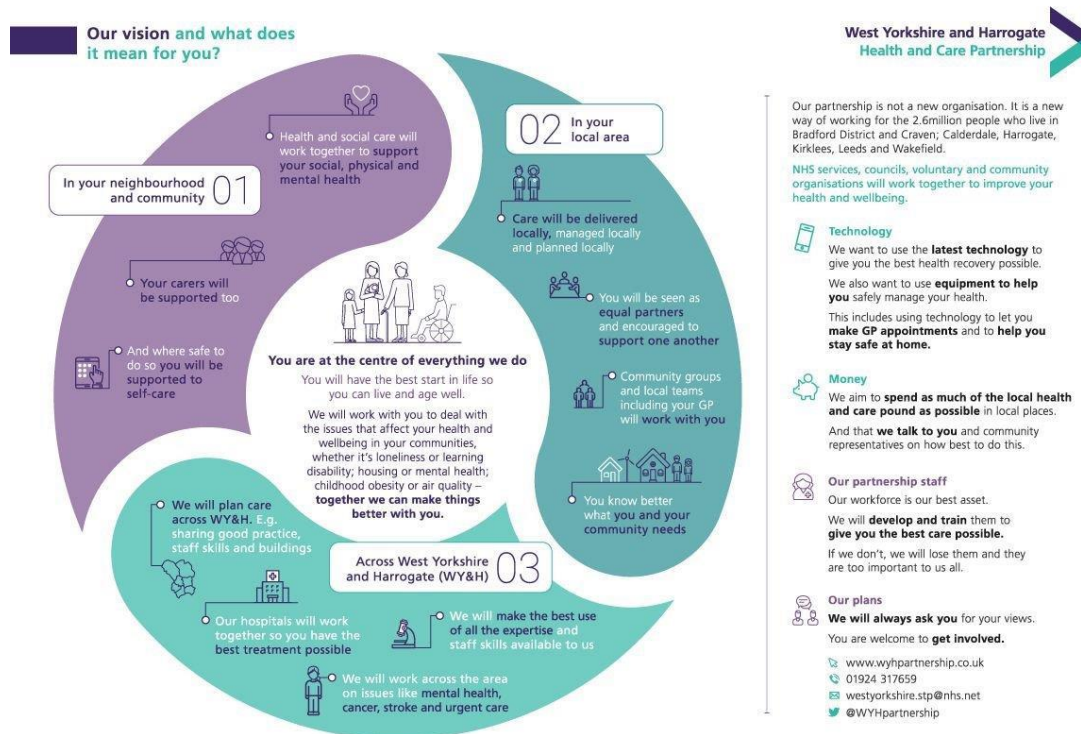 Our vision and what does
it mean for you?
West Yorkshire and Harrogate
Health and Care Partnership
In your neighbourhood
and community 01
Health and social care will
work together to support
your social, physical and
mental health
Your carers will
be supported too
And where safe to
do so you will be
supported to
self-care
02 In your
local area
Care will be delivered
locally, managed locally
and planned locally
You will be seen as
equal partners
and encouraged to
support one another
Community groups
and local teams
including your GP
will work with you
You know better
what you and your
community needs
You are at the centre of everything we do
You will have the best start in life so
you can live and age well.
We will work with you to deal with
the issues that affect your health and
wellbeing in your communities,
whether it's loneliness or learning
disability; housing or mental health;
childhood obesity or air quality –
together we can make things
better with you.
Across West Yorkshire
and Harrogate (WY&H) 03
We will plan care
across WY&H. E.g.
sharing good practice,
staff skills and buildings
Our hospitals will work
together so you have the
best treatment possible
We will make the best use
of all the expertise and
staff skills available to us
We will work across the area
on issues like mental health,
cancer, stroke and urgent care
Our partnership is not a new organisation. It is a new
way of working for the 2.6million people who live in
Bradford District and Craven; Calderdale, Harrogate,
Kirklees, Leeds and Wakefield.
NHS services, councils, voluntary and community
organisations will work together to improve your
health and wellbeing.
Technology
We want to use the latest technology to
give you the best health recovery possible.
We also want to use equipment to help
you safely manage your health.
This includes using technology to let you
make GP appointments and to help you
stay safe at home.
Money
We aim to spend as much of the local health
and care pound as possible in local places.
And that we talk to you and community
representatives on how best to do this.
Our partnership staff
Our workforce is our best asset.
We will develop and train them to
give you the best care possible.
If we don't, we will lose them and they
are too important to us all.
Our plans
We will always ask you for your views.
You are welcome to get involved.
www.wyhpartnership.co.uk
01924 317659
westyorkshire.stp@nhs.net
@WYHpartnership